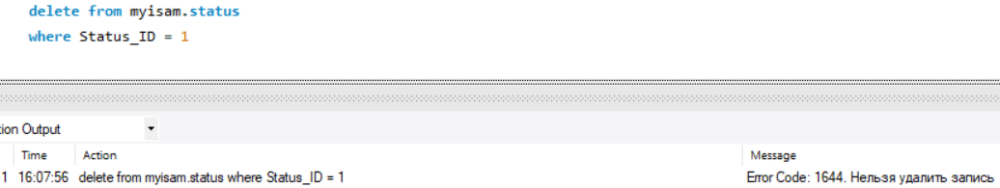 delete from myisam.status
where Status_ID = 1
tion Output
Time Action Message
1 16:07:56 delete from myisam.status where Status_ID = 1 Error Code: 1644. Нельзя удалить запись